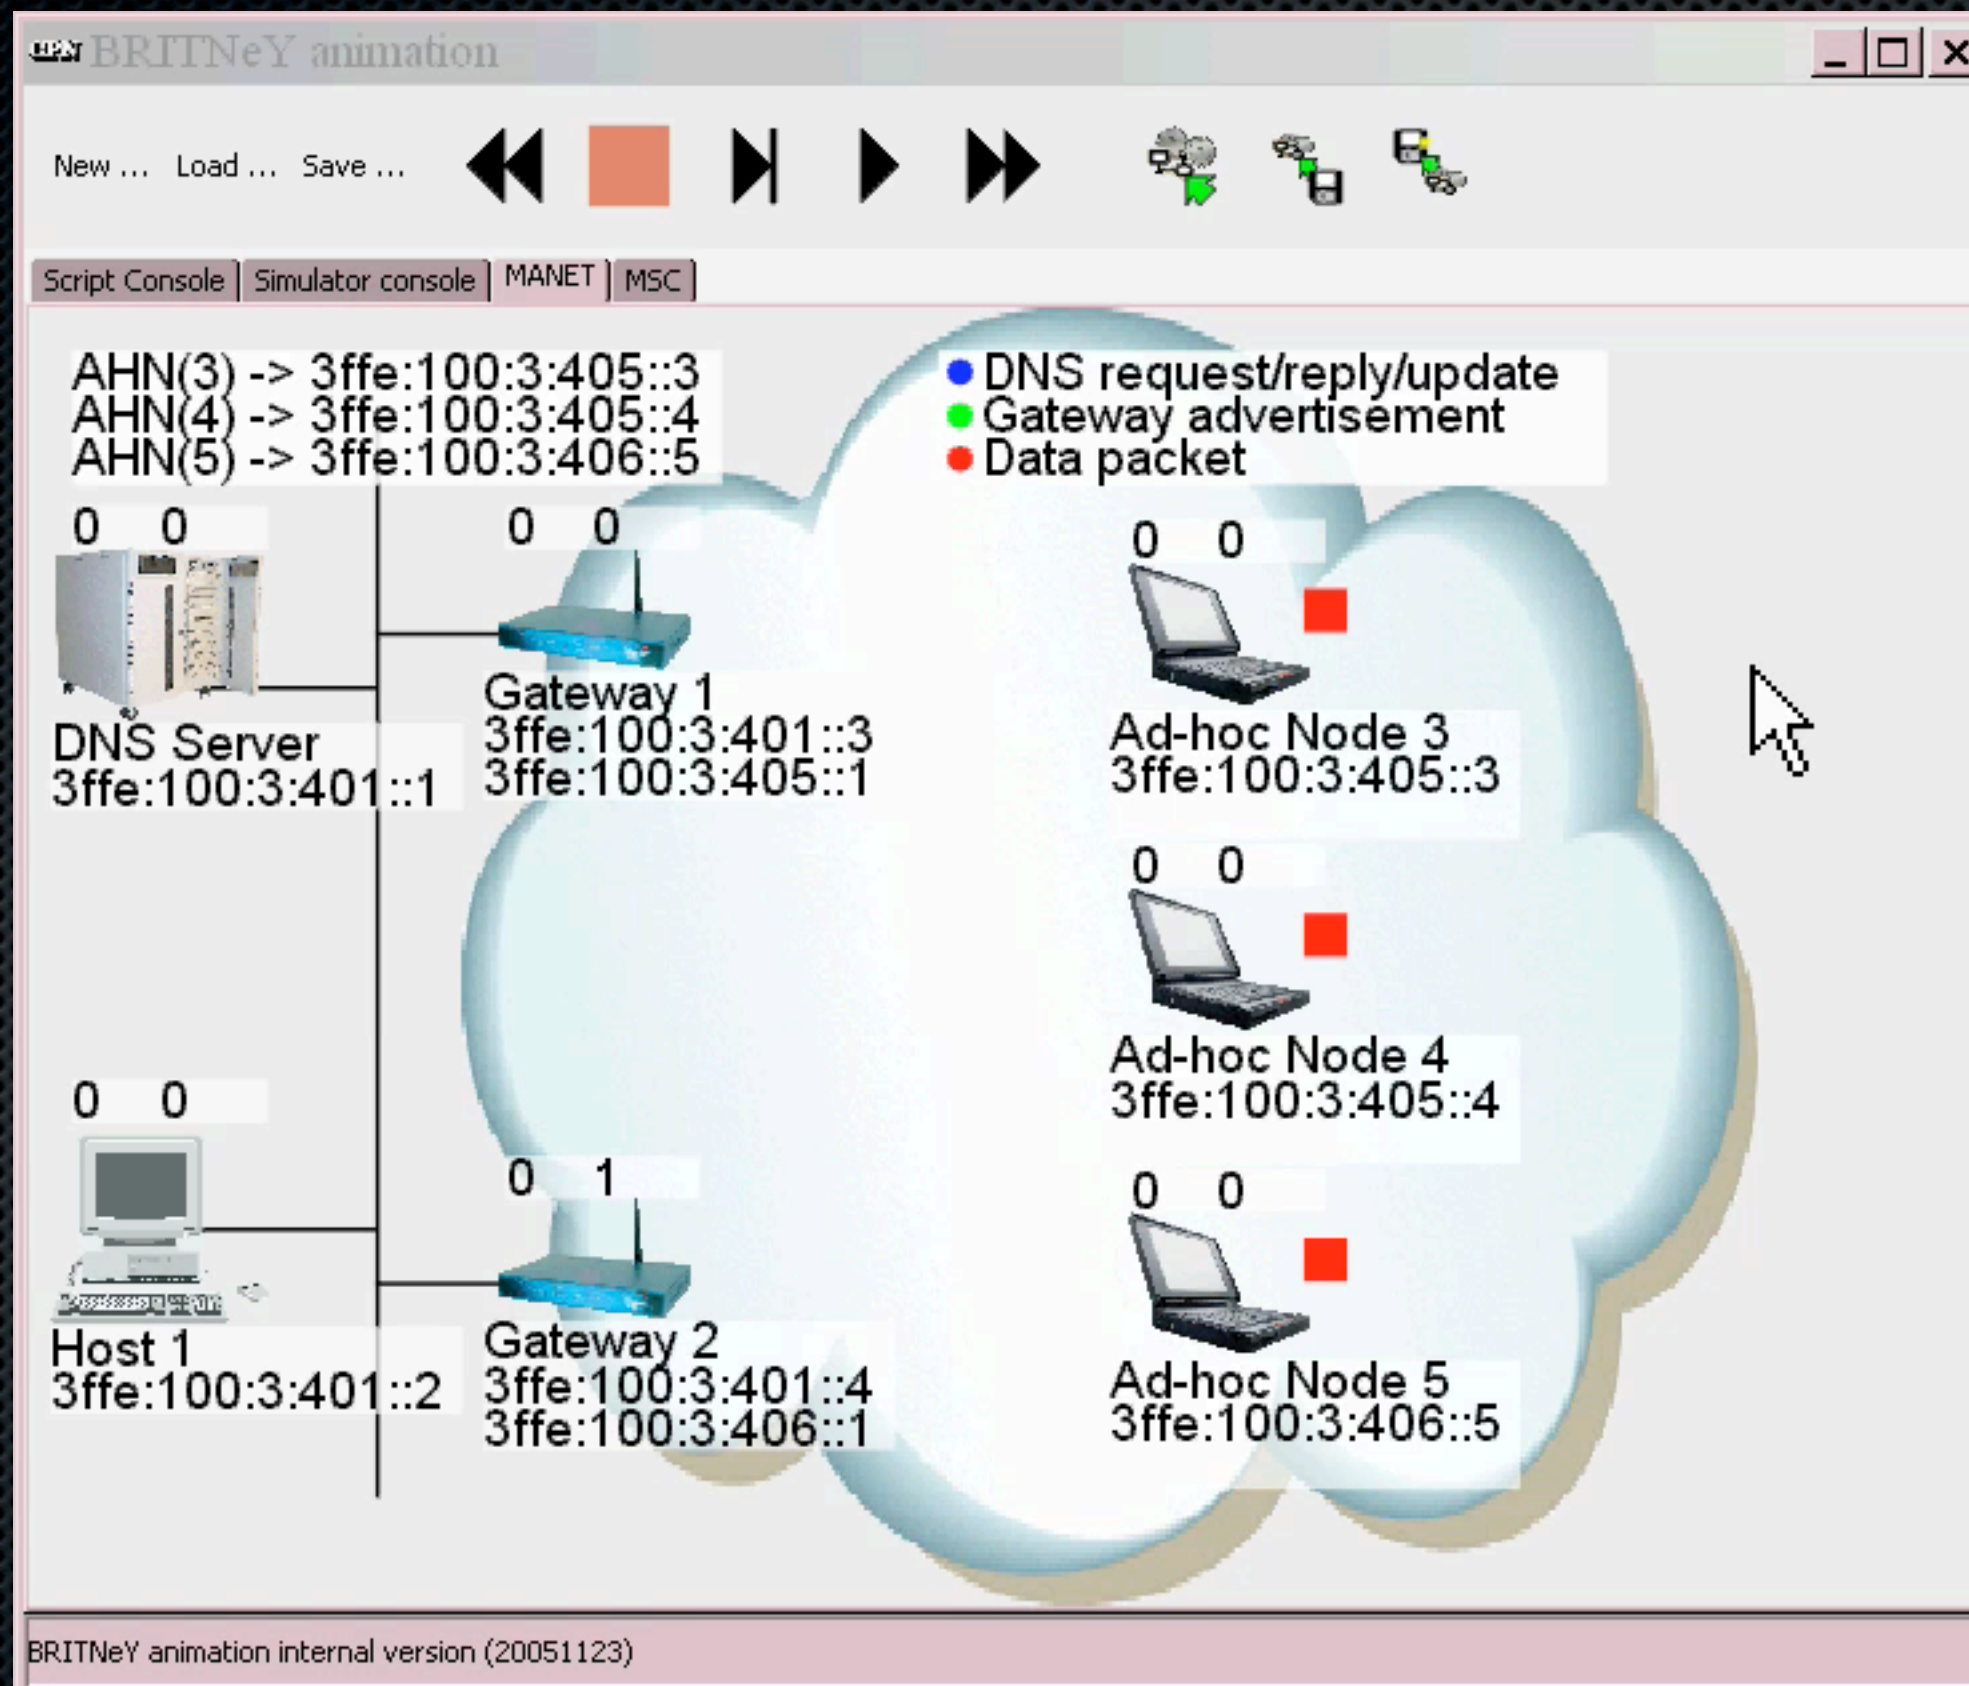 CPN BRITNeY animation
New ... Load ... Save ...
Script Console Simulator console MANET MSC
AHN(3) -> 3ffe:100:3:405::3
AHN(4) -> 3ffe:100:3:405::4
AHN(5) -> 3ffe:100:3:406::5
DNS request/reply/update
Gateway advertisement
Data packet
0 0
DNS Server
3ffe:100:3:401::1
0 0
Gateway 1
3ffe:100:3:401::3
3ffe:100:3:405::1
0 0
Ad-hoc Node 3
3ffe:100:3:405::3
0 0
Ad-hoc Node 4
3ffe:100:3:405::4
0 0
Host 1
3ffe:100:3:401::2
0 1
Gateway 2
3ffe:100:3:401::4
3ffe:100:3:406::1
0 0
Ad-hoc Node 5
3ffe:100:3:406::5
BRITNeY animation internal version (20051123)